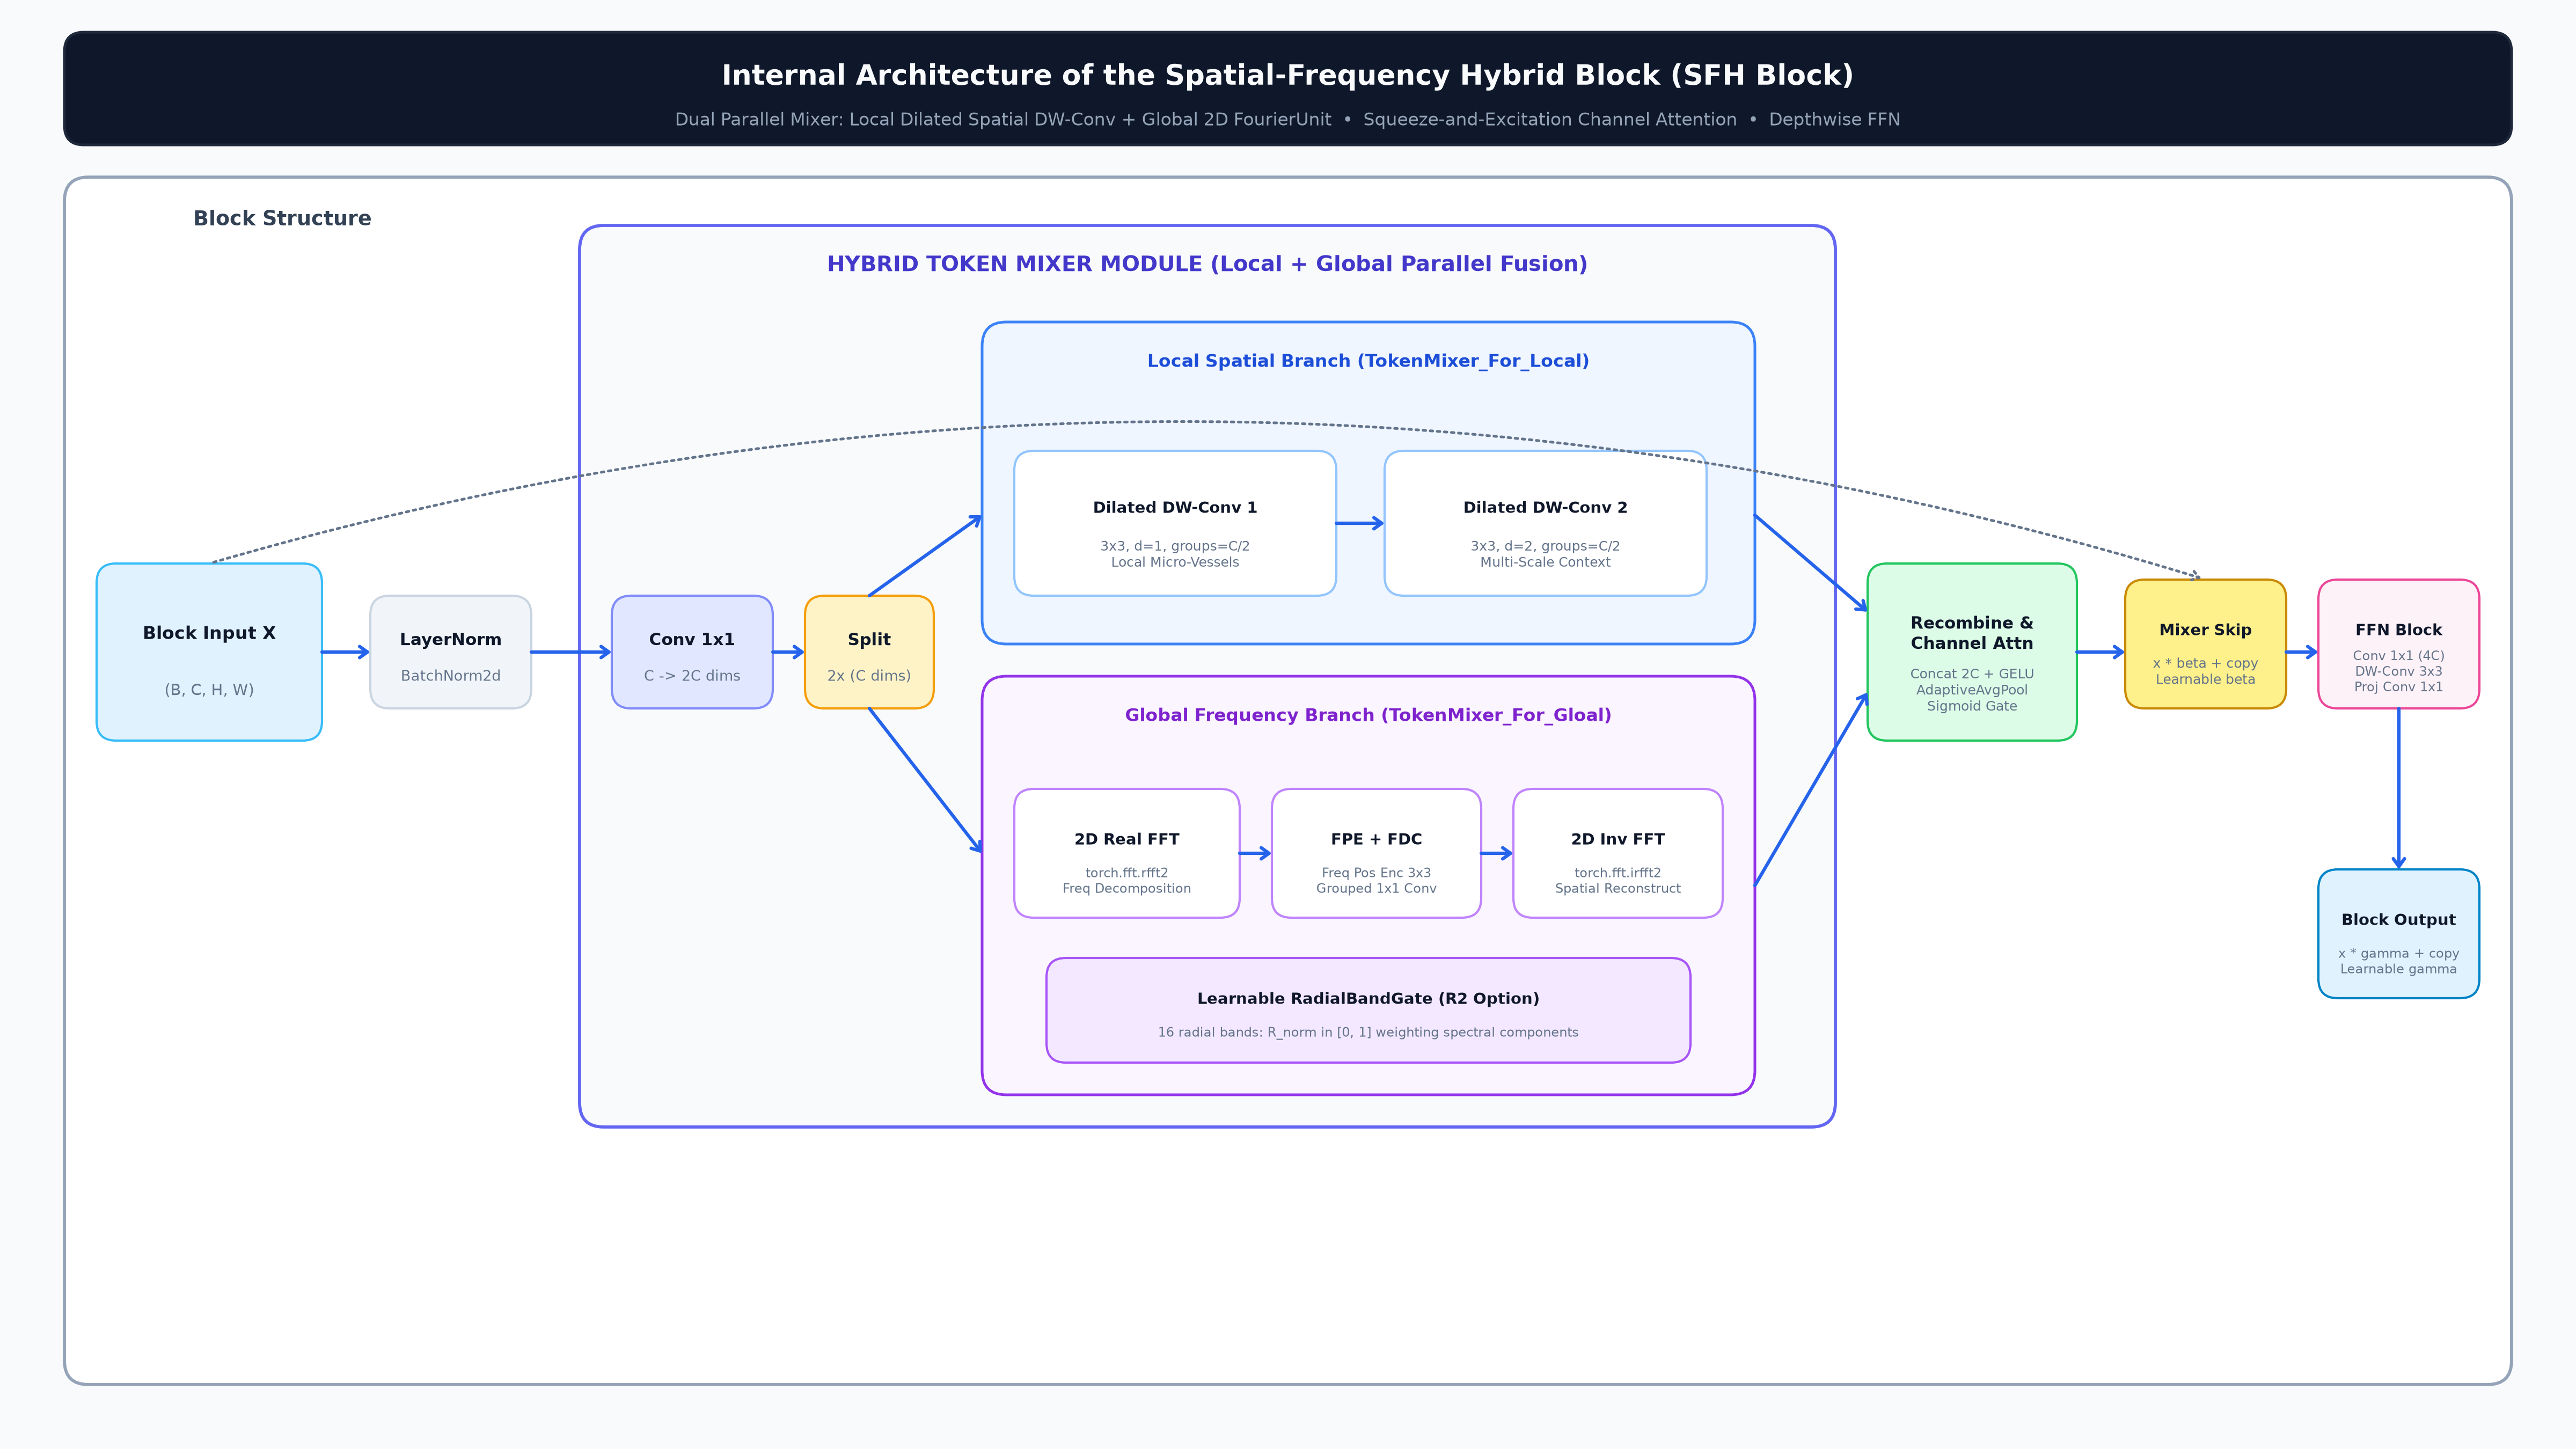 Internal Architecture of the Spatial-Frequency Hybrid Block (SFH Block)
Dual Parallel Mixer: Local Dilated Spatial DW-Conv + Global 2D FourierUnit • Squeeze-and-Excitation Channel Attention • Depthwise FFN
Block Structure
HYBRID TOKEN MIXER MODULE (Local + Global Parallel Fusion)
Block Input X
(B, C, H, W)
LayerNorm
BatchNorm2d
Conv 1x1
C -> 2C dims
Split
2x (C dims)
Local Spatial Branch (TokenMixer_For_Local)
Dilated DW-Conv 1
3x3, d=1, groups=C/2
Local Micro-Vessels
Dilated DW-Conv 2
3x3, d=2, groups=C/2
Multi-Scale Context
Global Frequency Branch (TokenMixer_For_Gloal)
2D Real FFT
torch.fft.rfft2
Freq Decomposition
FPE + FDC
Freq Pos Enc 3x3
Grouped 1x1 Conv
2D Inv FFT
torch.fft.irfft2
Spatial Reconstruct
Learnable RadialBandGate (R2 Option)
16 radial bands: R_norm in [0, 1] weighting spectral components
Recombine &
Channel Attn
Concat 2C + GELU
AdaptiveAvgPool
Sigmoid Gate
Mixer Skip
x * beta + copy
Learnable beta
FFN Block
Conv 1x1 (4C)
DW-Conv 3x3
Proj Conv 1x1
Block Output
x * gamma + copy
Learnable gamma